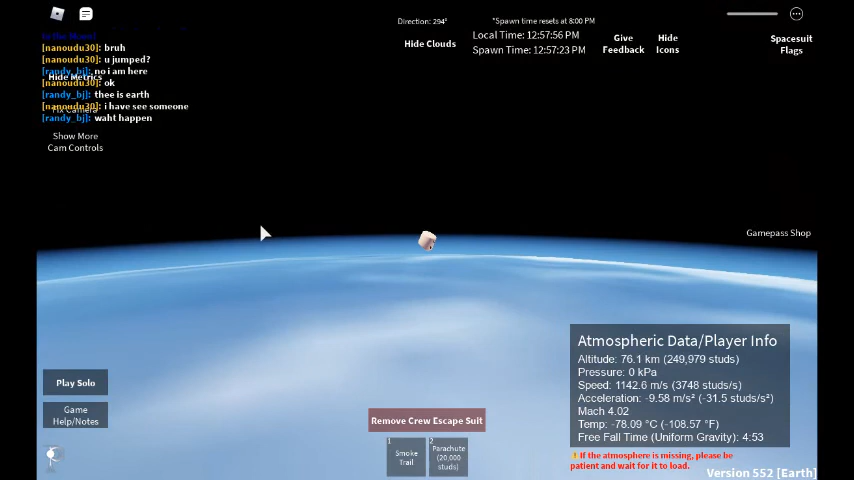 Direction: 294°
*Spawn time resets at 8:00 PM
Hide Clouds
Local Time: 12:57:56 PM
Spawn Time: 12:57:23 PM
Give
Feedback
Hide
Icons
Spacesuit
Flags
[nanoudu30]: bruh
[nanoudu30]: u jumped?
[randy_bj]: no i am here
Hide Metrics
[nanoudu30]: ok
[randy_bj]: thee is earth
[nanoudu30]: i have see someone
Fix Camera
[randy_bj]: waht happen
Show More
Cam Controls
Gamepass Shop
Atmospheric Data/Player Info
Altitude: 76.1 km (249,979 studs)
Pressure: 0 kPa
Speed: 1142.6 m/s (3748 studs/s)
Acceleration: -9.58 m/s² (-31.5 studs/s²)
Mach 4.02
Temp: -78.09 °C (-108.57 °F)
Free Fall Time (Uniform Gravity): 4:53
⚠️If the atmosphere is missing, please be
patient and wait for it to load.
Version 552 [Earth]
Play Solo
Game
Help/Notes
Remove Crew Escape Suit
1
Smoke
Trail
2
Parachute
(20,000
studs)